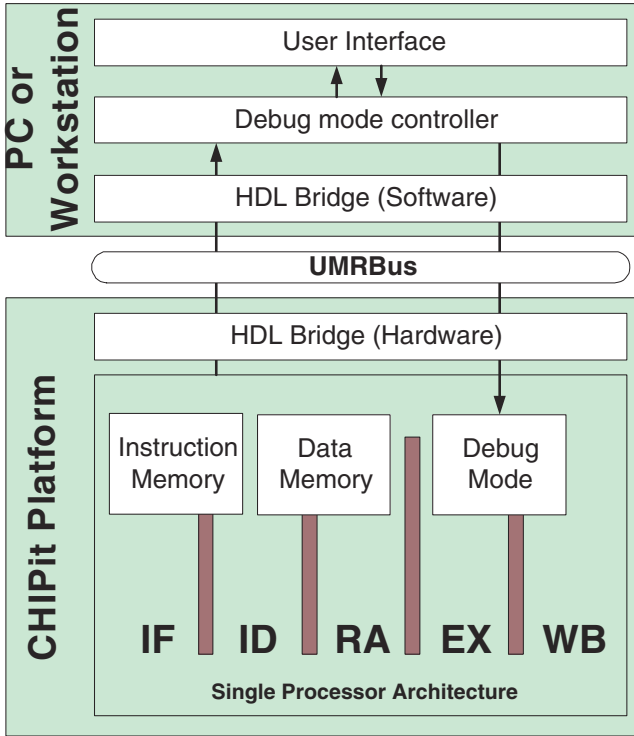 PC or
Workstation
User Interface
Debug mode controller
HDL Bridge (Software)
UMRBus
CHIPit Platform
HDL Bridge (Hardware)
Instruction
Memory
Data
Memory
Debug
Mode
IF ID RA EX WB
Single Processor Architecture